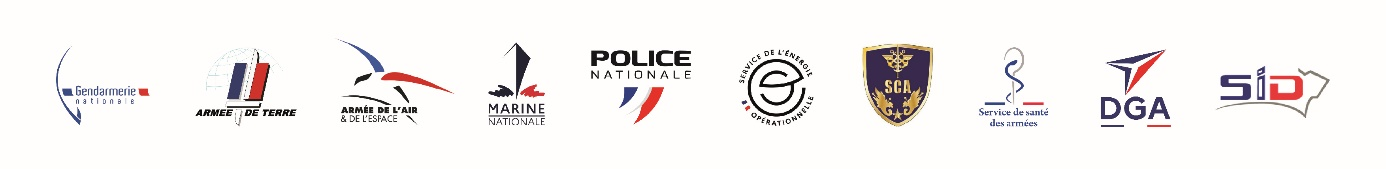 Gendarmerie
nationale
ARMEE DE TERRE
ARMÉE DE L'AIR
& DE L'ESPACE
MARINE
NATIONALE
POLICE
NATIONALE
SERVICE DE L'ÉNERGIE
OPÉRATIONNELLE
SCA
Service de santé
des armées
DGA
SID